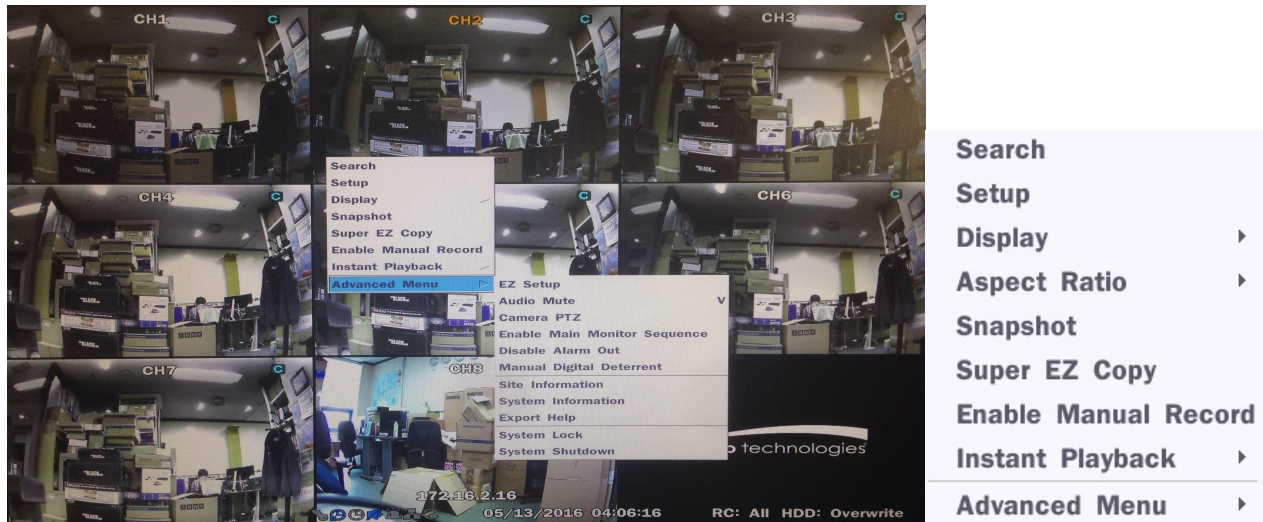 CH1
C
CH2
C
CH3
C
Search
Setup
Display
Snapshot
Super EZ Copy
Enable Manual Record
Instant Playback
Advanced Menu
EZ Setup
Audio Mute V
Camera PTZ
Enable Main Monitor Sequence
Disable Alarm Out
Manual Digital Deterrent
Site Information
System Information
Export Help
System Lock
System Shutdown
CH4
C
CH6
C
CH7
C
CH8
technologies
172.16.2.16
05/13/2016 04:06:16
RC: All HDD: Overwrite
Search
Setup
Display
Aspect Ratio
Snapshot
Super EZ Copy
Enable Manual Record
Instant Playback
Advanced Menu